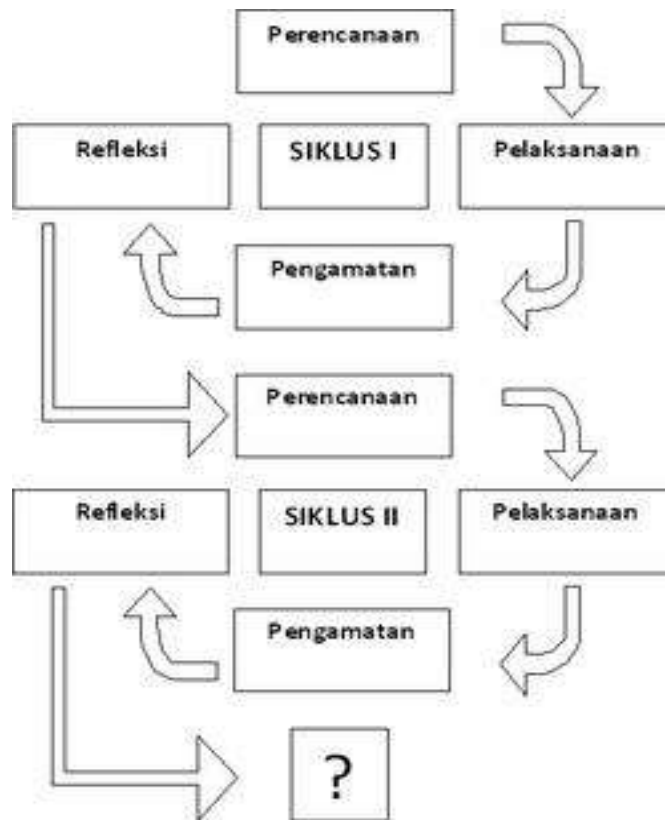 Perencanaan
Refleksi
SIKLUS I
Pelaksanaan
Pengamatan
Perencanaan
Refleksi
SIKLUS II
Pelaksanaan
Pengamatan
?